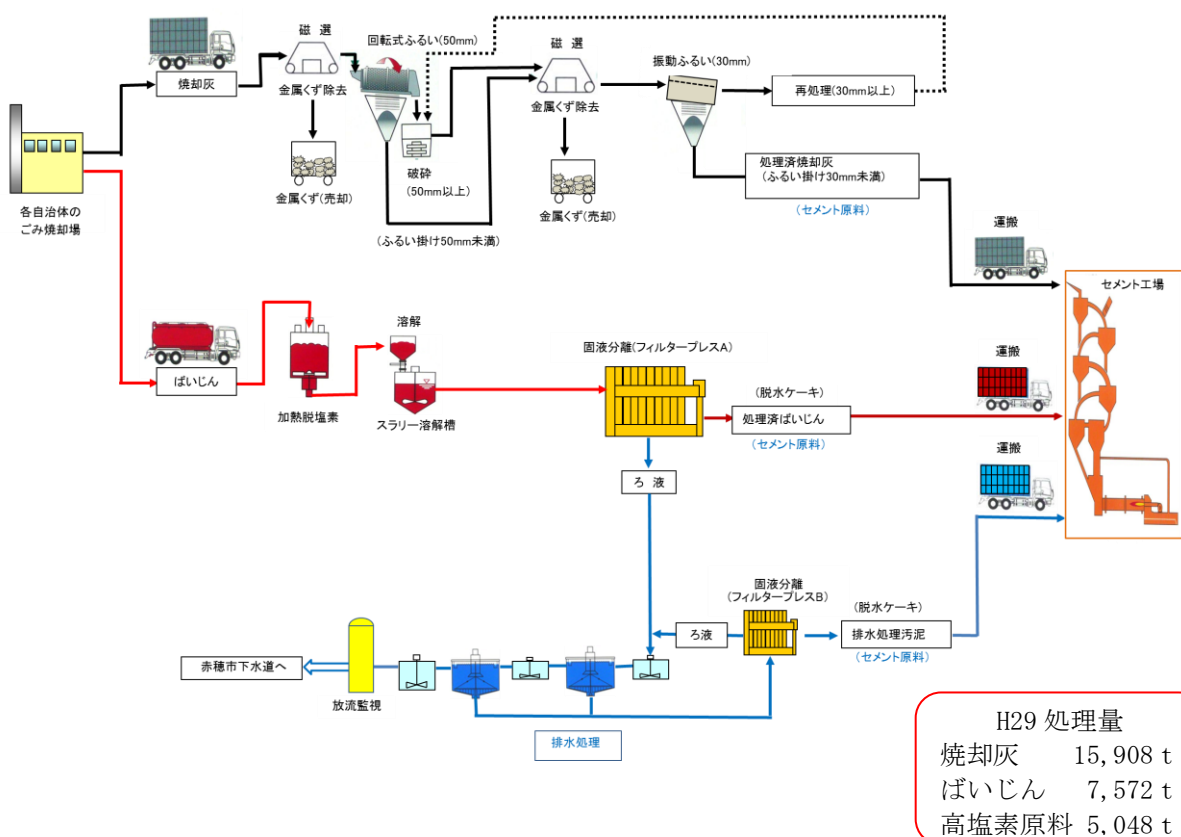 磁 選
回転式ふるい(50mm)
磁 選
振動ふるい(30mm)
焼却灰
金属くず除去
金属くず除去
再処理(30mm以上)
破砕
(50mm以上)
処理済焼却灰
(ふるい掛け30mm未満)
(セメント原料)
金属くず(売却)
金属くず(売却)
各自治体の
ごみ焼却場
(ふるい掛け50mm未満)
運搬
セメント工場
溶解
固液分離(フィルタープレスA)
運搬
ばいじん
(脱水ケーキ)
加熱脱塩素
スラリー溶解槽
処理済ばいじん
(セメント原料)
運搬
ろ 液
固液分離
(フィルタープレスB)
(脱水ケーキ)
ろ液
排水処理汚泥
(セメント原料)
赤穂市下水道へ
放流監視
排水処理
H29 処理量
焼却灰 15,908 t
ばいじん 7,572 t
高塩素原料 5,048 t